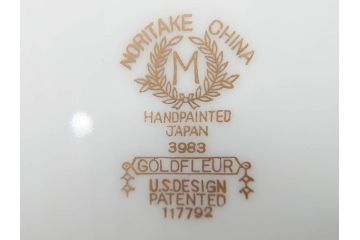 NORITAKE CHINA
M
HANDPAINTED
JAPAN
3983
GOLDFLEUR
U.S.DESIGN
PATENTED
117792